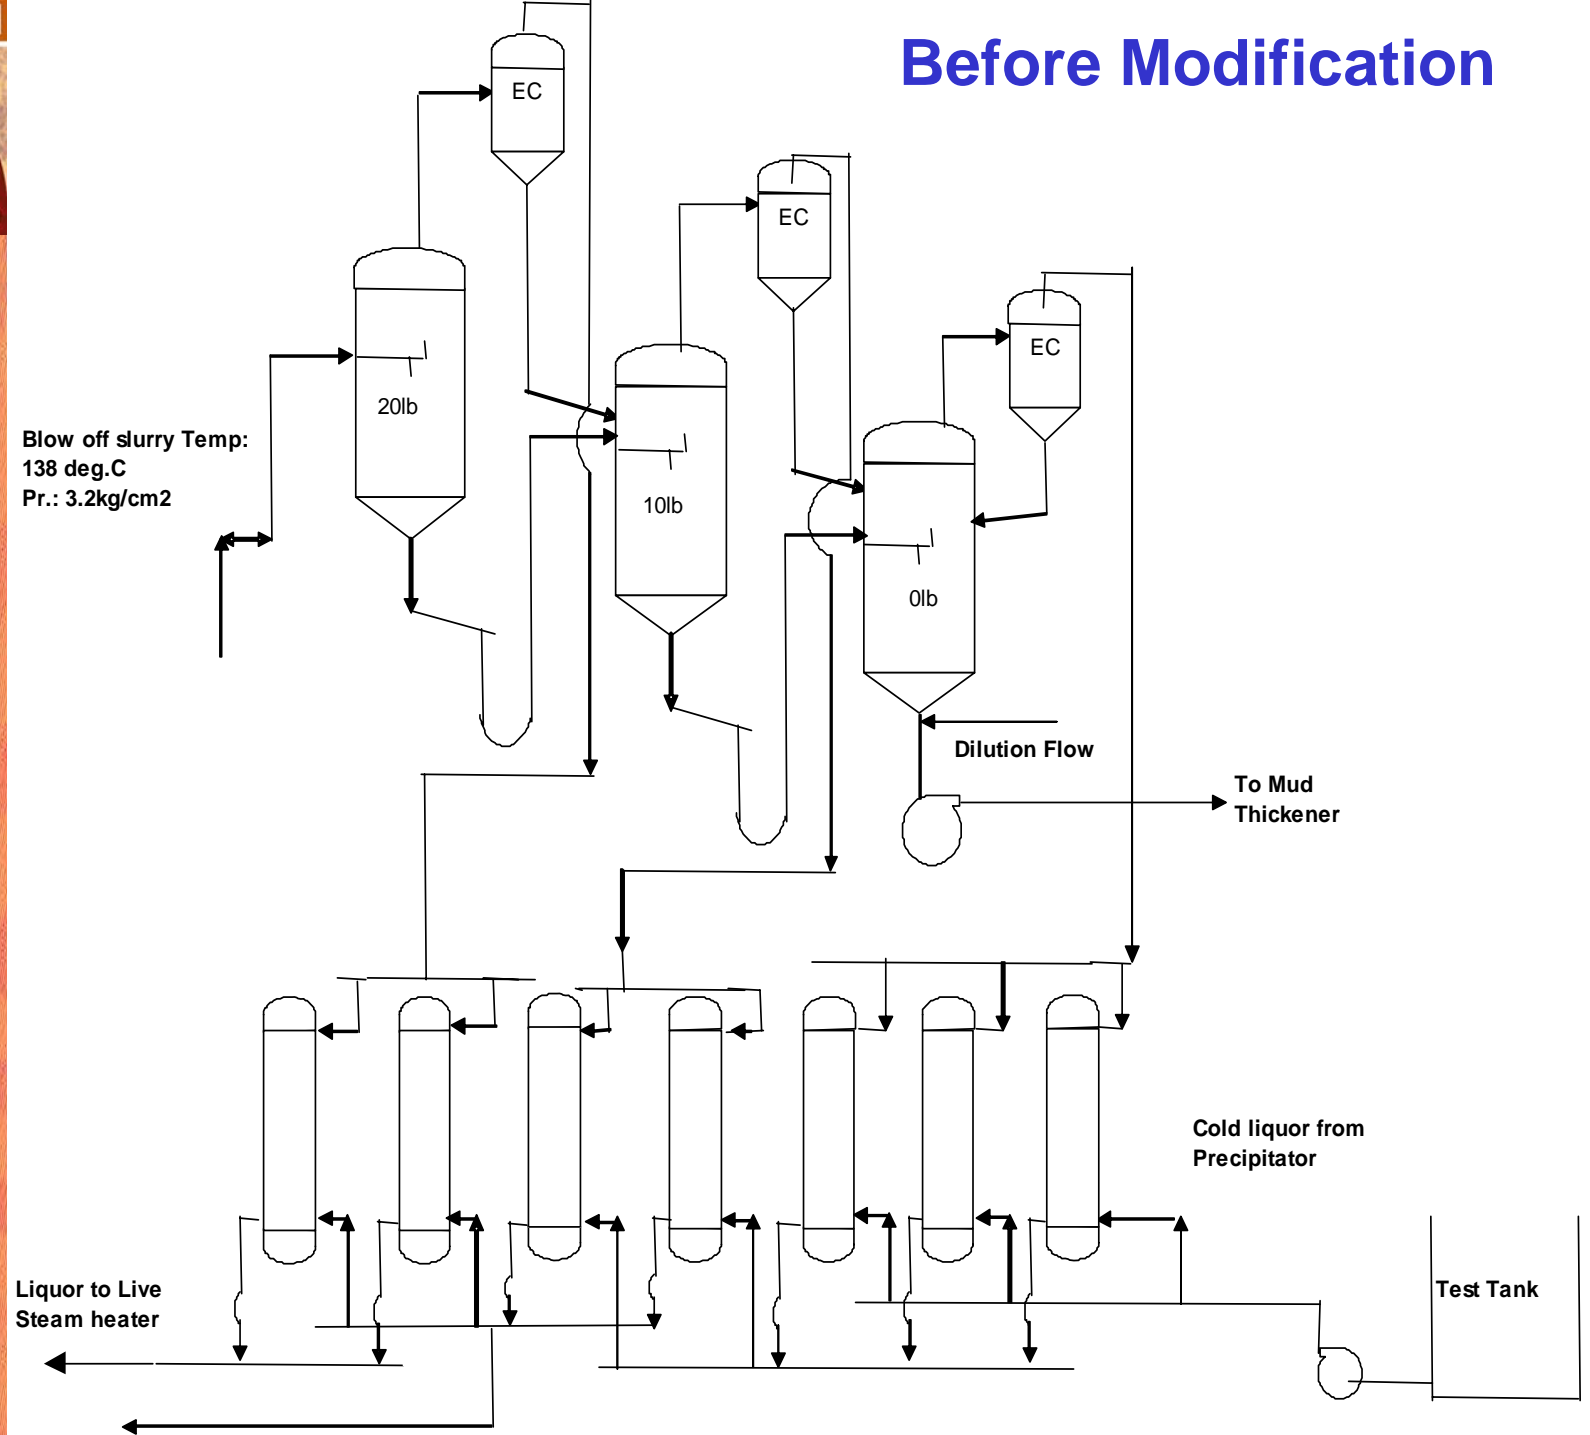 Before Modification
EC
EC
EC
20lb
Blow off slurry Temp:
138 deg.C
Pr.: 3.2kg/cm2
10lb
0lb
Dilution Flow
To Mud
Thickener
Cold liquor from
Precipitator
Liquor to Live
Steam heater
Test Tank